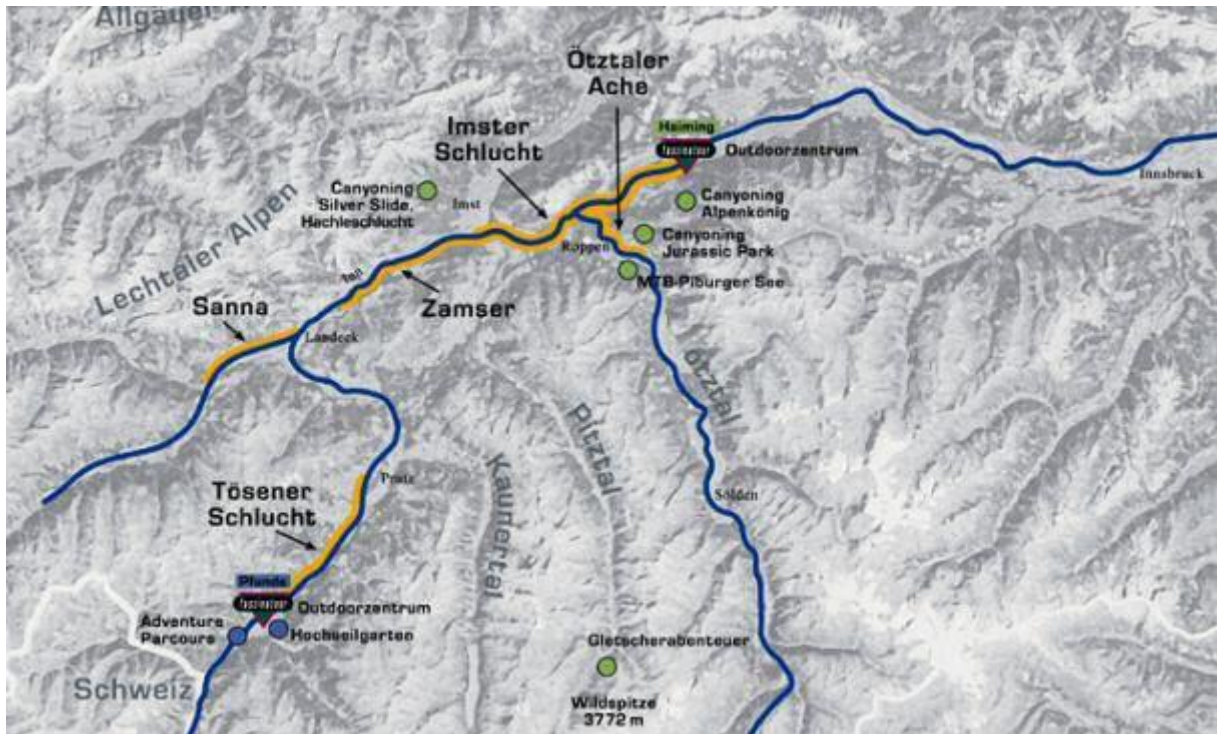 Allgäuer
Ötztaler
Ache
Imster
Schlucht
Haiming
faszinatour
Outdoorzentrum
Innsbruck
Canyoning
Silver Slide,
Hachleschlucht
Imst
Canyoning
Alpenkönig
Lechtaler Alpen
Roppen
Canyoning
Jurassic Park
MTB-Piburger See
Inn
Sanna
Zamser
Landeck
Ötztal
Pitztal
Kaunertal
Prutz
Sölden
Tösener
Schlucht
Pfunds
faszinatour
Outdoorzentrum
Adventure
Parcours
Hochseilgarten
Gletscherabenteuer
Schweiz
Wildspitze
3772 m